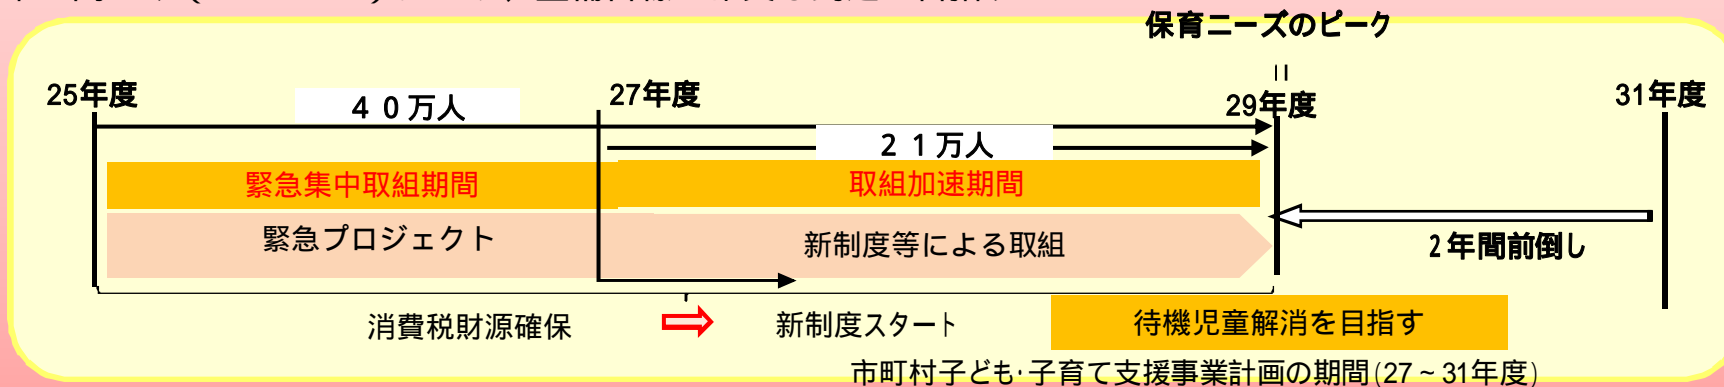 保育ニーズのピーク
=
25年度
27年度
29年度
31年度
４０万人
２１万人
緊急集中取組期間
取組加速期間
緊急プロジェクト
新制度等による取組
2年間前倒し
消費税財源確保
新制度スタート
待機児童解消を目指す
市町村子ども･子育て支援事業計画の期間(27~31年度)